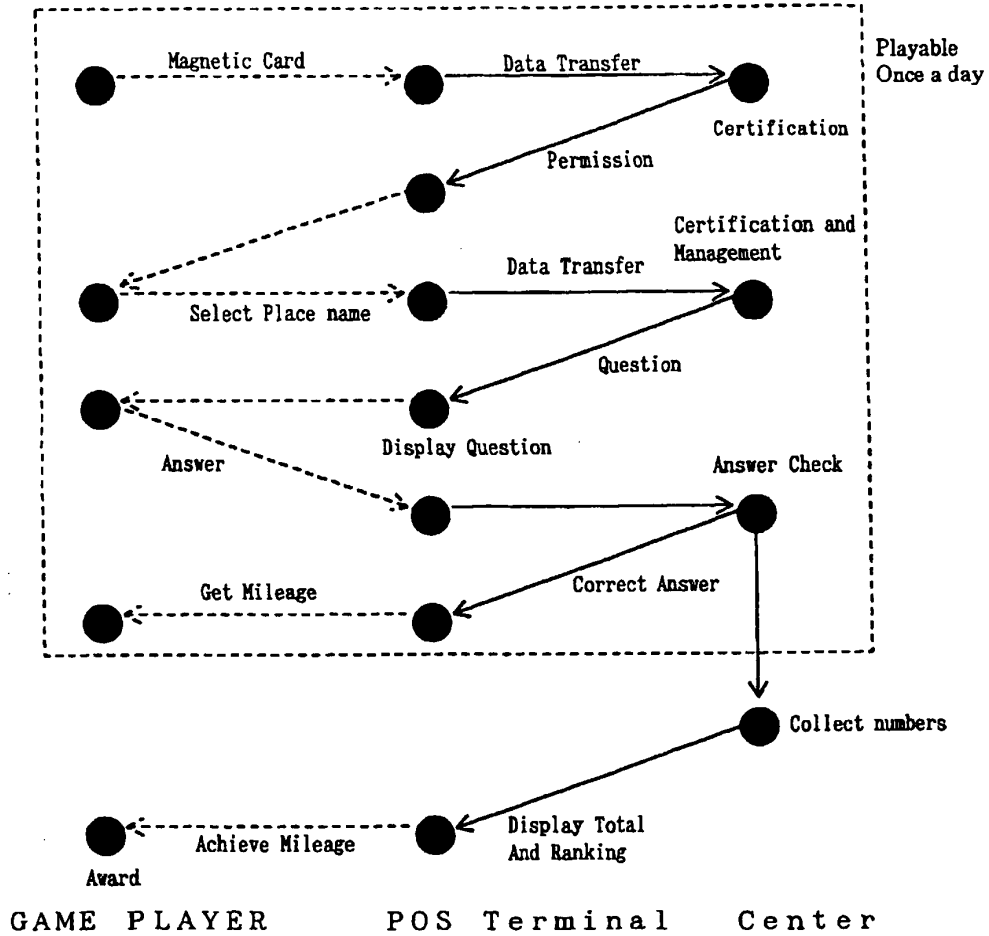 Playable
Once a day
Magnetic Card
Data Transfer
Certification
Permission
Certification and
Management
Data Transfer
Select Place name
Question
Display Question
Answer
Answer Check
Correct Answer
Get Mileage
Collect numbers
Display Total
And Ranking
Achieve Mileage
Award
GAME PLAYER
POS Terminal
Center